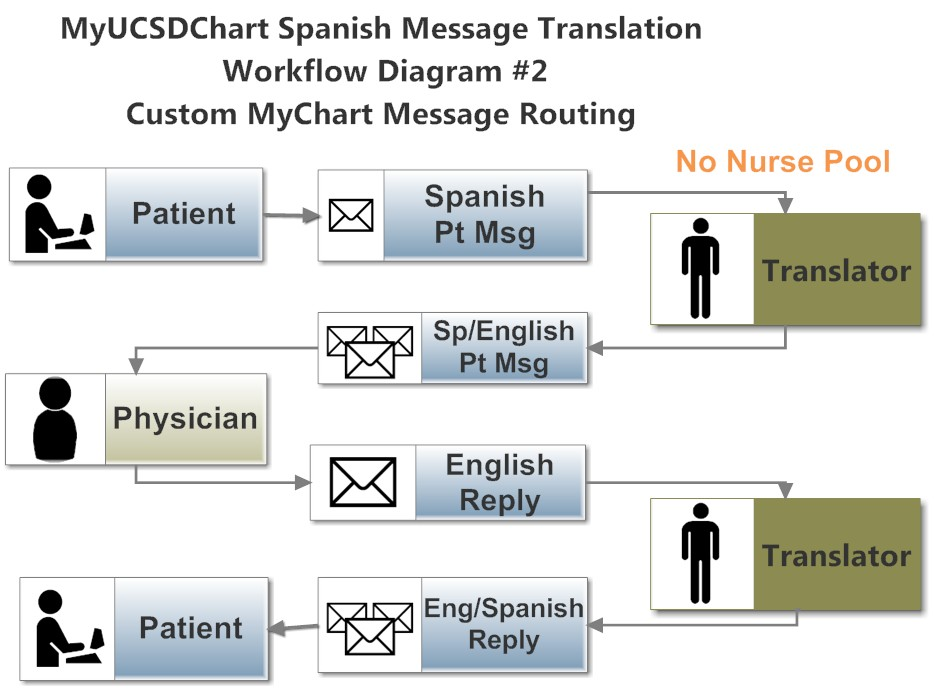 MyUCSDChart Spanish Message Translation
Workflow Diagram #2
Custom MyChart Message Routing
No Nurse Pool
Patient
Spanish
Pt Msg
Translator
Sp/English
Pt Msg
Physician
English
Reply
Translator
Eng/Spanish
Reply
Patient